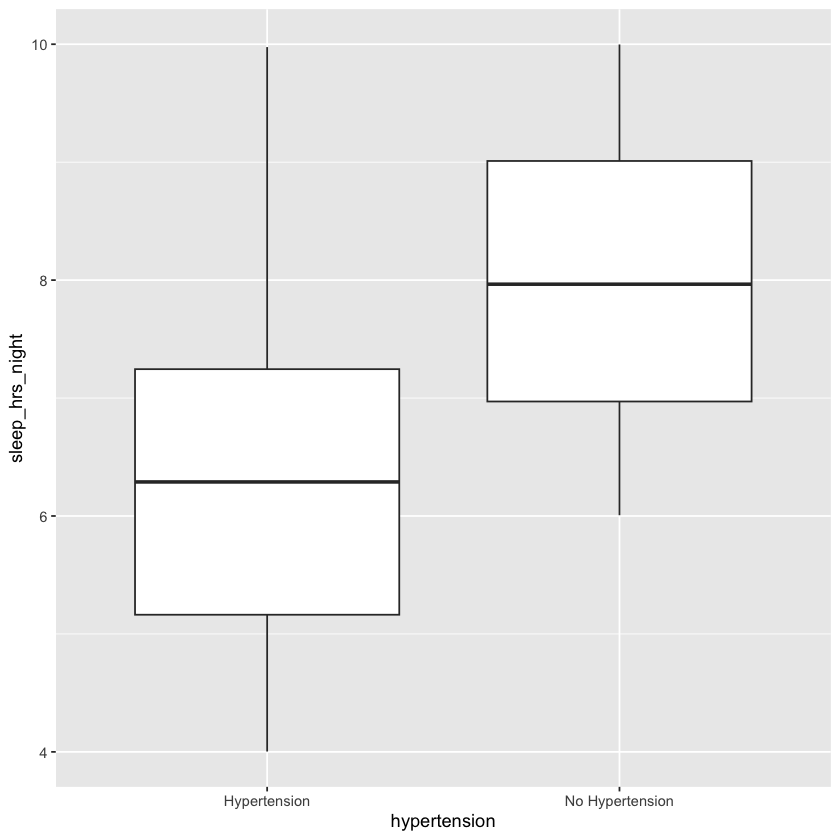 10
8
6
4
sleep_hrs_night
Hypertension
No Hypertension
hypertension